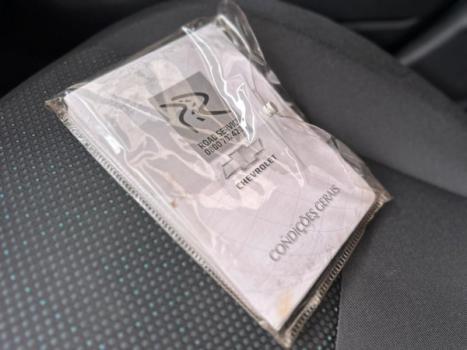 ROAD SERVICE
CHEVROLET
CONDIÇÕES GERAIS